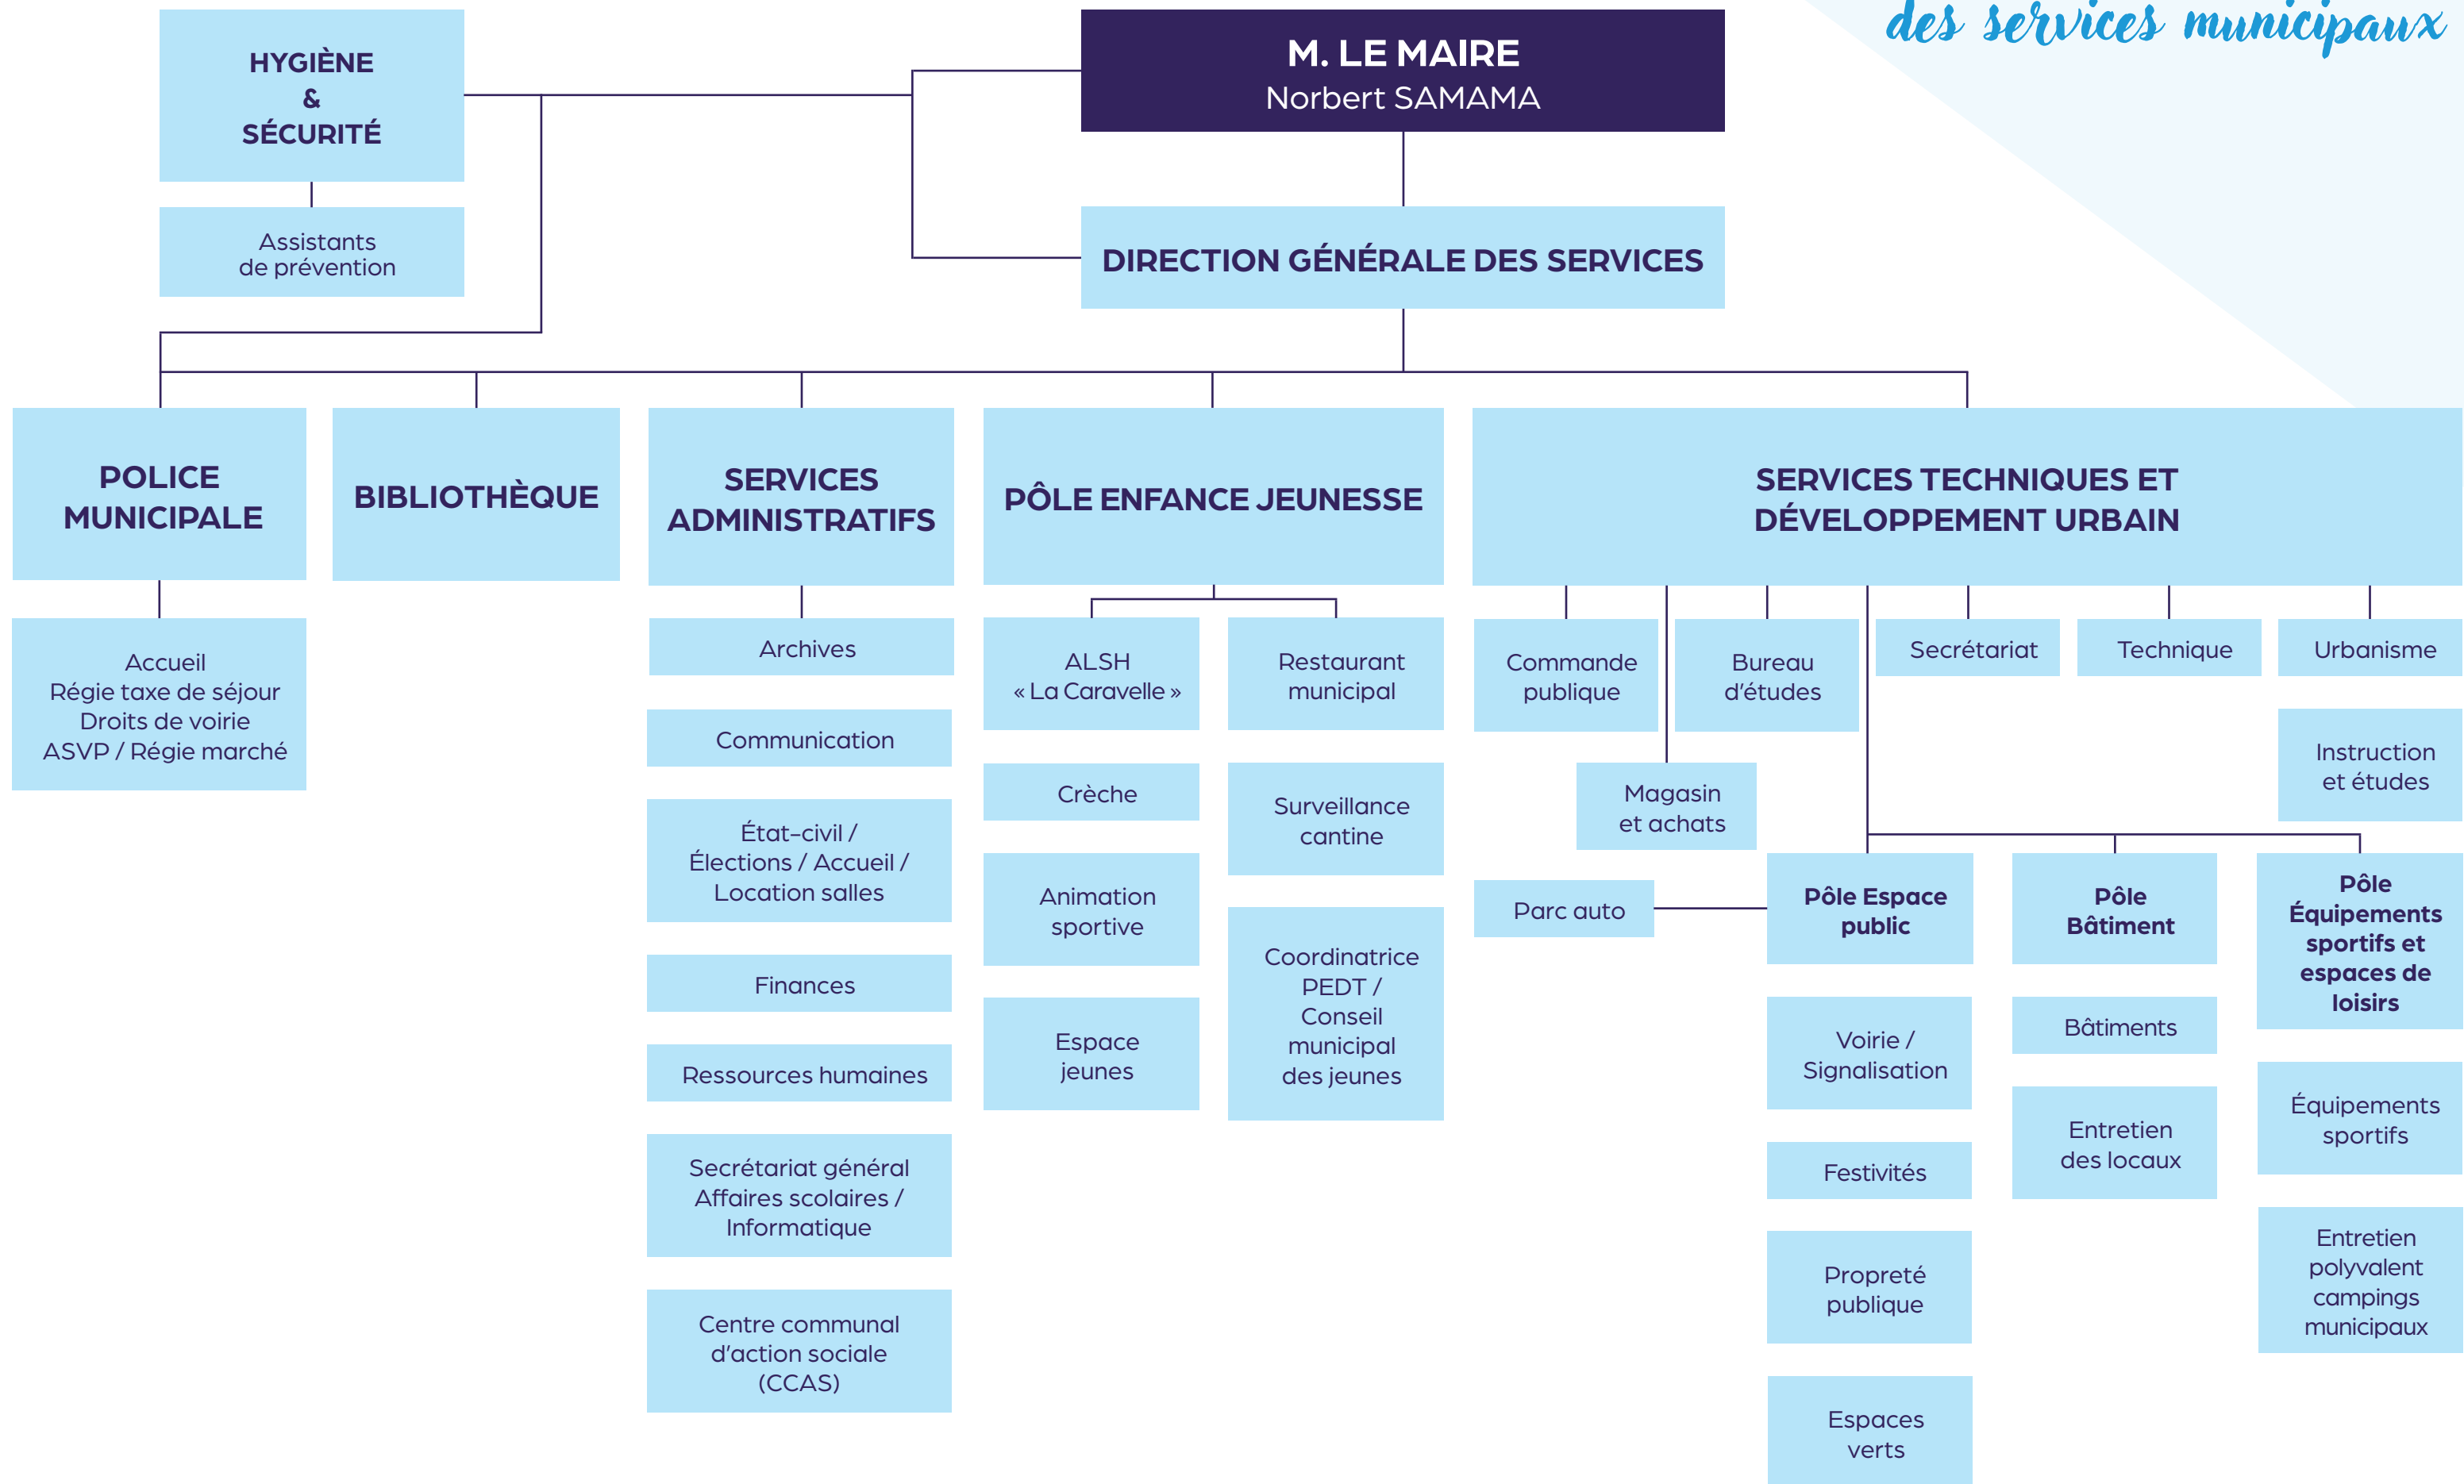 des services municipaux
HYGIÈNE
&
SÉCURITÉ
M. LE MAIRE
Norbert SAMAMA
Assistants
de prévention
DIRECTION GÉNÉRALE DES SERVICES
POLICE
MUNICIPALE
BIBLIOTHÈQUE
SERVICES
ADMINISTRATIFS
PÔLE ENFANCE JEUNESSE
SERVICES TECHNIQUES ET
DÉVELOPPEMENT URBAIN
Accueil
Régie taxe de séjour
Droits de voirie
ASVP / Régie marché
Archives
Communication
État-civil /
Élections / Accueil /
Location salles
Finances
Ressources humaines
Secrétariat général
Affaires scolaires /
Informatique
Centre communal
d'action sociale
(CCAS)
ALSH
« La Caravelle »
Crèche
Animation
sportive
Espace
jeunes
Restaurant
municipal
Surveillance
cantine
Coordinatrice
PEDT /
Conseil
municipal
des jeunes
Commande
publique
Magasin
et achats
Bureau
d'études
Secrétariat
Technique
Urbanisme
Instruction
et études
Parc auto
Pôle Espace
public
Voirie /
Signalisation
Festivités
Propreté
publique
Espaces
verts
Pôle
Bâtiment
Bâtiments
Entretien
des locaux
Pôle
Équipements
sportifs et
espaces de
loisirs
Équipements
sportifs
Entretien
polyvalent
campings
municipaux